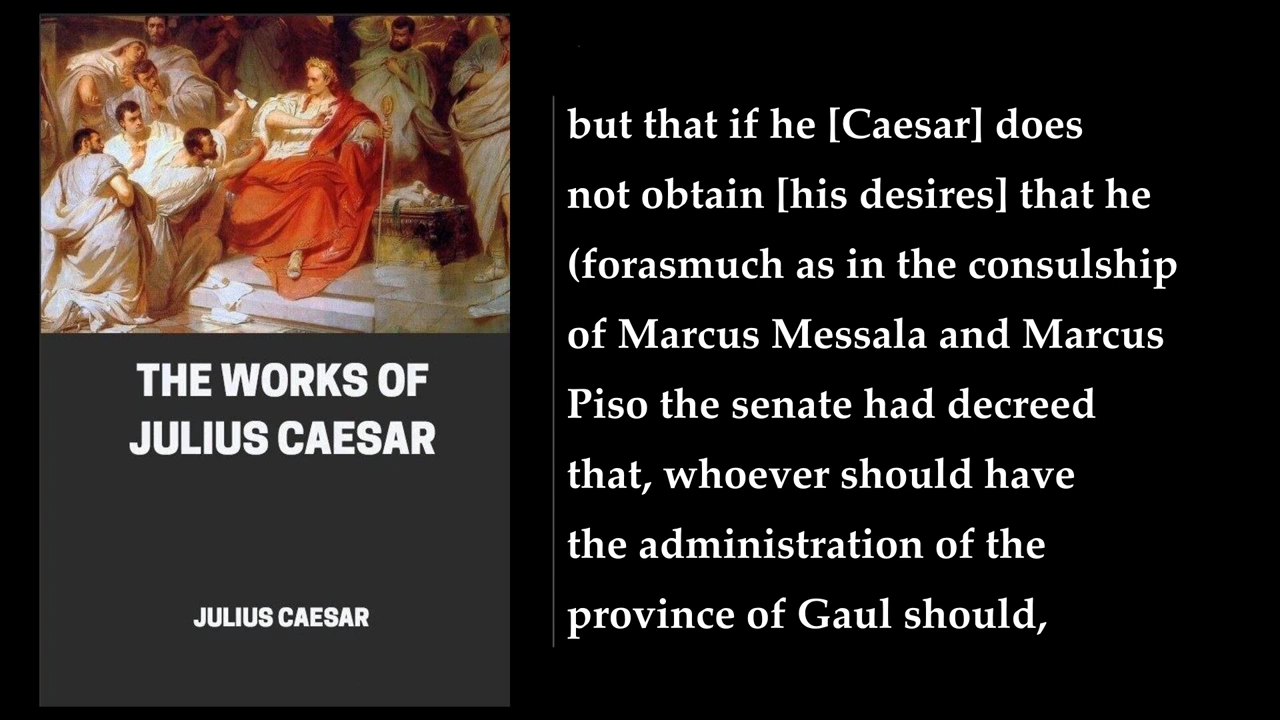 THE WORKS OF
JULIUS CAESAR
JULIUS CAESAR
but that if he [Caesar] does
not obtain [his desires] that he
(forasmuch as in the consulship
of Marcus Messala and Marcus
Piso the senate had decreed
that, whoever should have
the administration of the
province of Gaul should,